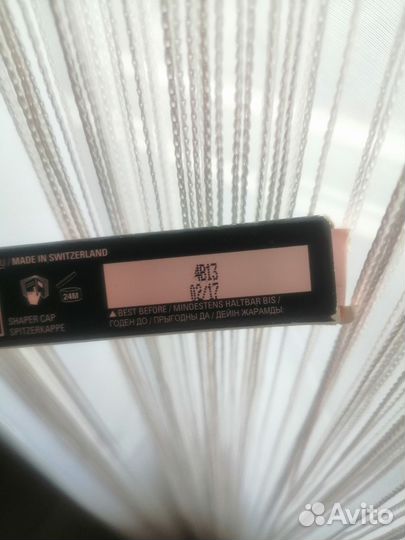 / MADE IN SWITZERLAND
4B13
02/17
24M
▲ BEST BEFORE / MINDESTENS HALTBAR BIS /
ГОДЕН ДО / ПРЫГОДНЫ ДА / ДЕЙІН ЖАРАМДЫ:
SHAPER CAP
SPITZERKAPPE
Avito